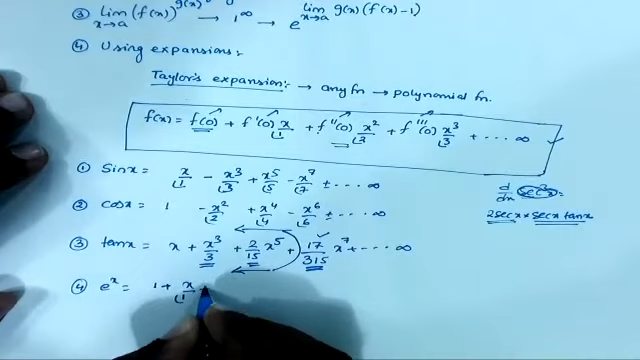 ③ lim x→a (f(x))^g(x) → 1^∞ → e^lim x→a g(x) (f(x)-1)
④ Using expansions:-
Taylor's expansion:- → any fn → polynomial fn.
f(x) = f(0) + f'(0) x/⌊1 + f''(0) x²/⌊2 + f'''(0) x³/⌊3 + .... ∞
① Sinx = x/⌊1 - x³/⌊3 + x⁵/⌊5 - x⁷/⌊7 ± .... ∞
d/dx sec²x =
2secx * secx tanx
② cosx = 1 - x²/⌊2 + x⁴/⌊4 - x⁶/⌊6 ± .... ∞
③ tanx = x + x³/3 + 2/15 x⁵ + 17/315 x⁷ + .... ∞
④ eˣ = 1 + x/⌊1